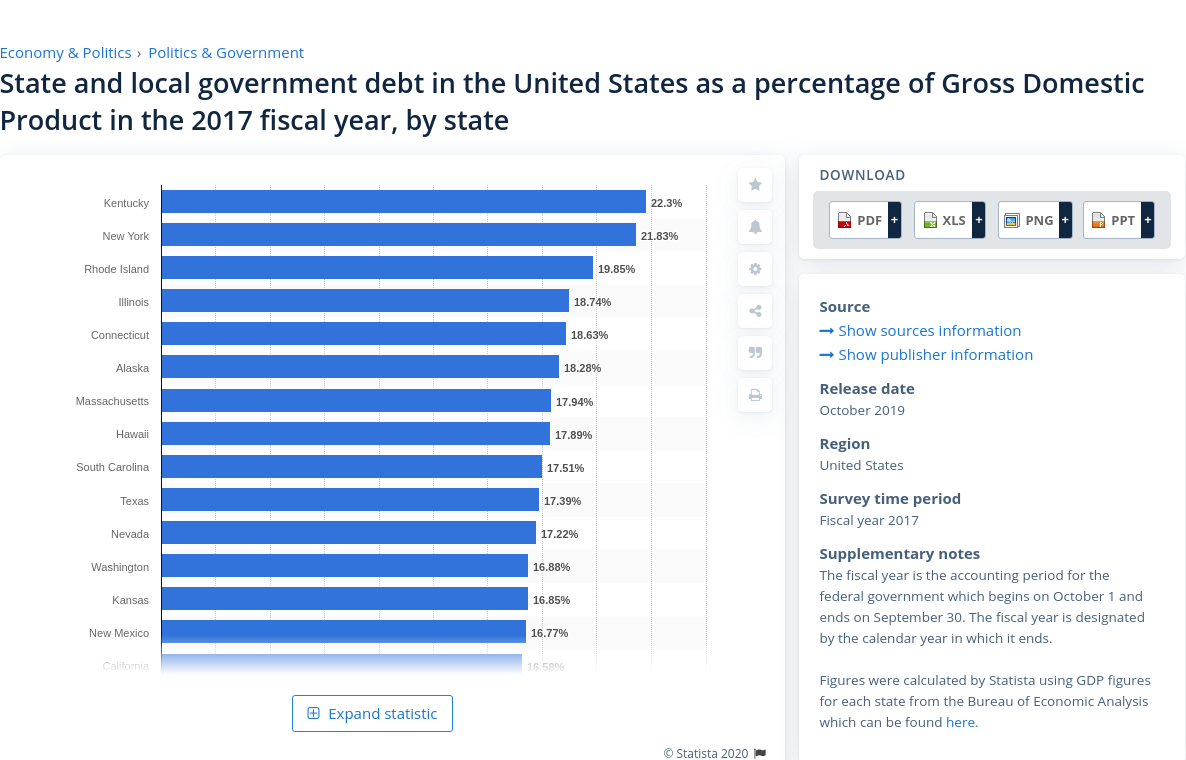 Economy & Politics › Politics & Government
State and local government debt in the United States as a percentage of Gross Domestic
Product in the 2017 fiscal year, by state
Kentucky 22.3%
New York 21.83%
Rhode Island 19.85%
Illinois 18.74%
Connecticut 18.63%
Alaska 18.28%
Massachusetts 17.94%
Hawaii 17.89%
South Carolina 17.51%
Texas 17.39%
Nevada 17.22%
Washington 16.88%
Kansas 16.85%
New Mexico 16.77%
California 16.58%
Expand statistic
© Statista 2020
DOWNLOAD
PDF + XLS + PNG + PPT +
Source
Show sources information
Show publisher information
Release date
October 2019
Region
United States
Survey time period
Fiscal year 2017
Supplementary notes
The fiscal year is the accounting period for the
federal government which begins on October 1 and
ends on September 30. The fiscal year is designated
by the calendar year in which it ends.
Figures were calculated by Statista using GDP figures
for each state from the Bureau of Economic Analysis
which can be found here.